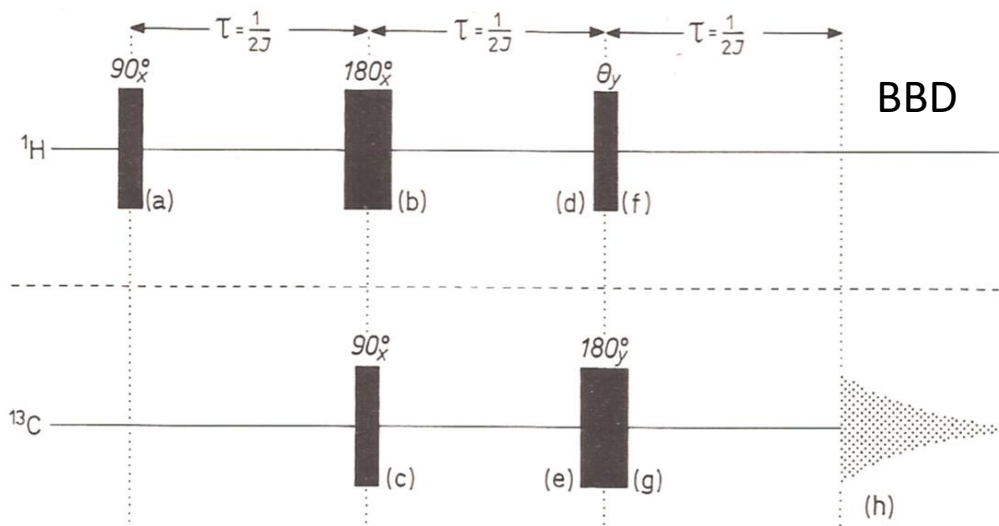 τ = 1/2J τ = 1/2J τ = 1/2J
90°x 180°x θy BBD
¹H
(a) (b) (d) (f)
90°x 180°y
¹³C
(c) (e) (g)
(h)